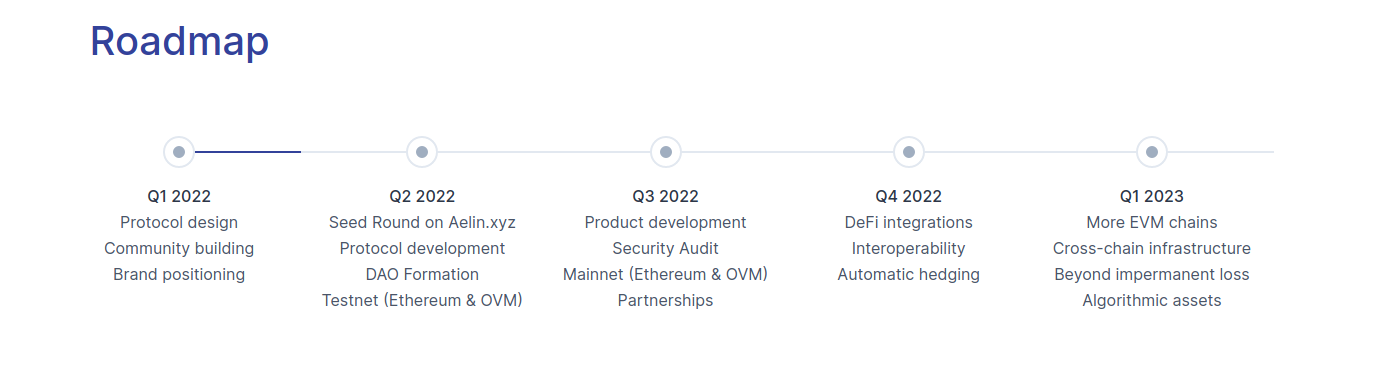 Roadmap
Q1 2022
Protocol design
Community building
Brand positioning
Q2 2022
Seed Round on Aelin.xyz
Protocol development
DAO Formation
Testnet (Ethereum & OVM)
Q3 2022
Product development
Security Audit
Mainnet (Ethereum & OVM)
Partnerships
Q4 2022
DeFi integrations
Interoperability
Automatic hedging
Q1 2023
More EVM chains
Cross-chain infrastructure
Beyond impermanent loss
Algorithmic assets